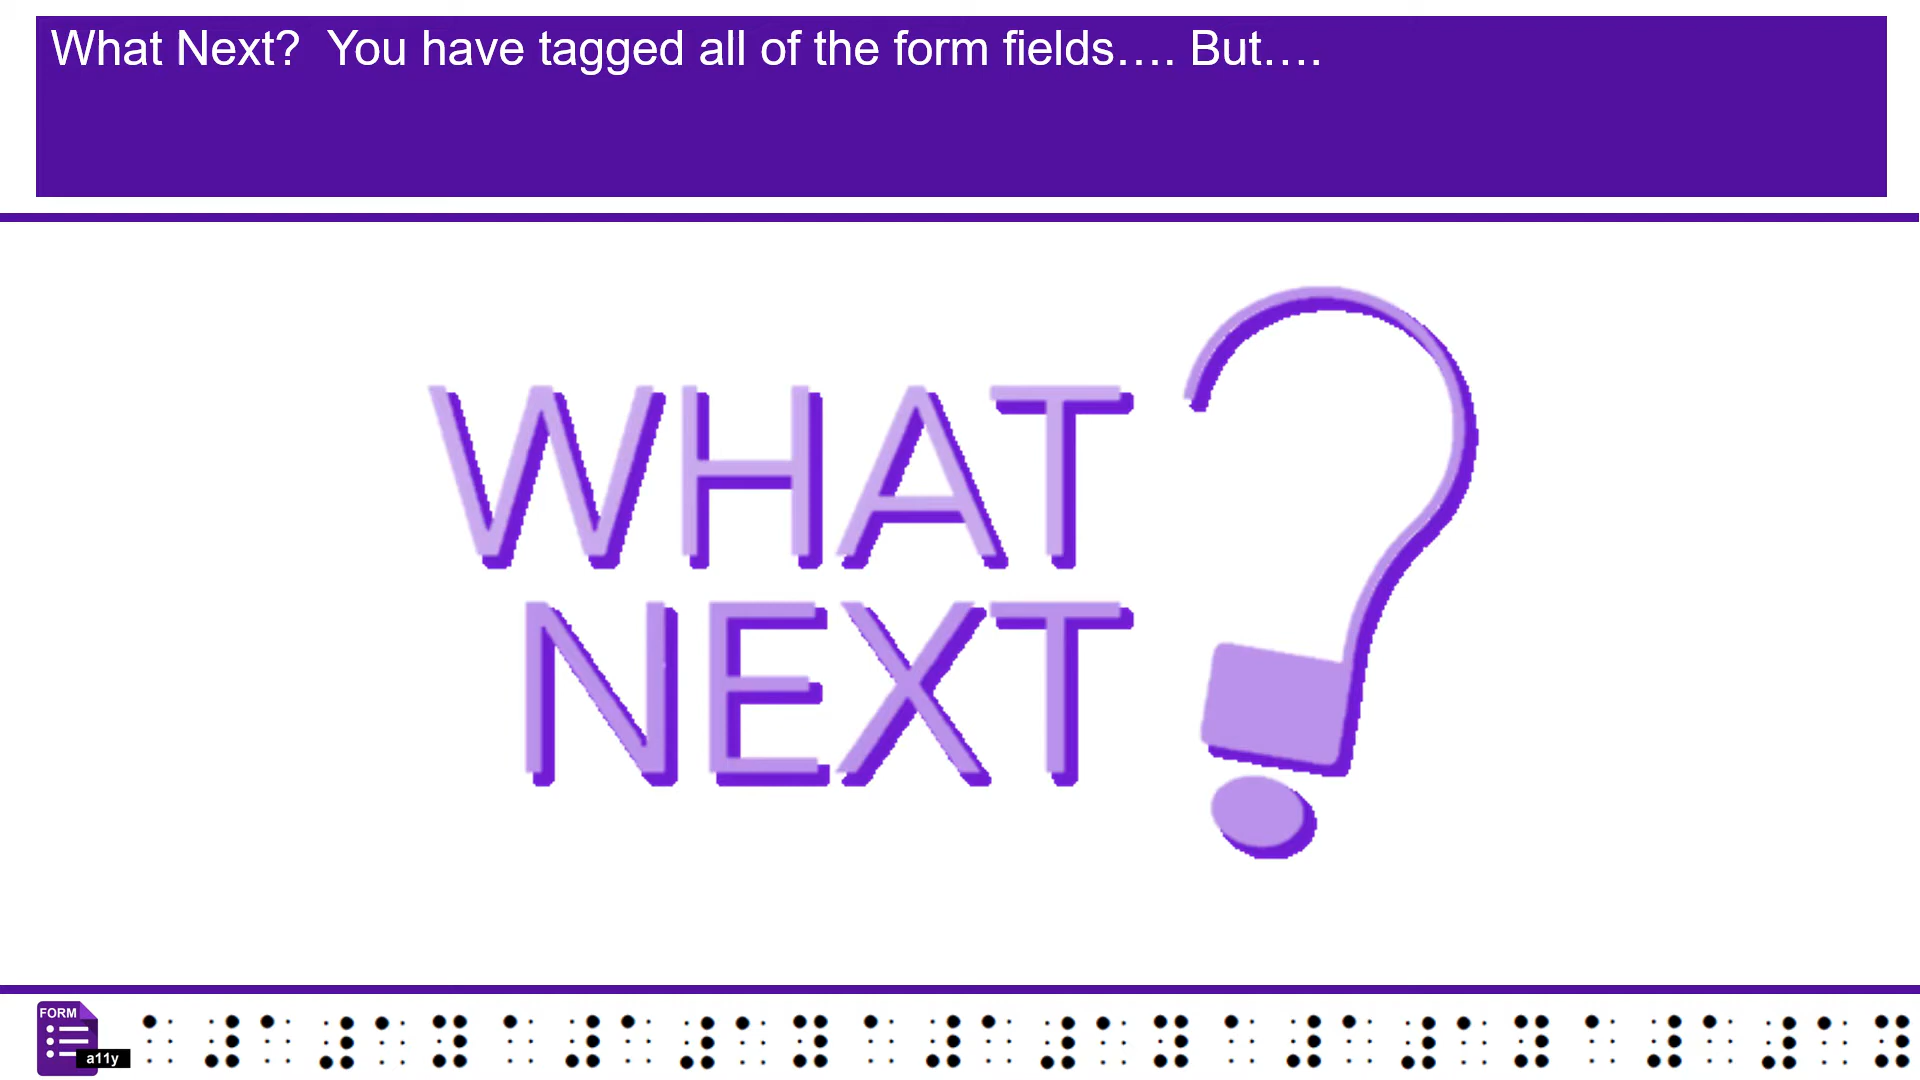 What Next?  You have tagged all of the form fields…. But….
WHAT
NEXT
?
FORM
a11y